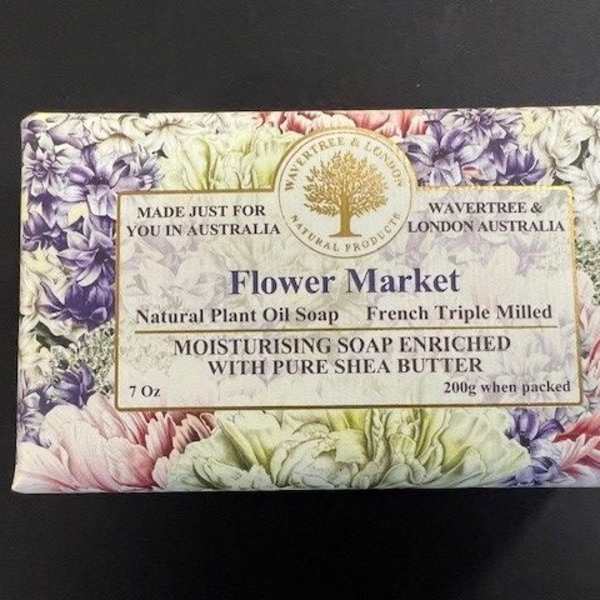 WAVERTREE & LONDON
NATURAL PRODUCTS
MADE JUST FOR
YOU IN AUSTRALIA
WAVERTREE &
LONDON AUSTRALIA
Flower Market
Natural Plant Oil Soap French Triple Milled
MOISTURISING SOAP ENRICHED
WITH PURE SHEA BUTTER
7 Oz 200g when packed